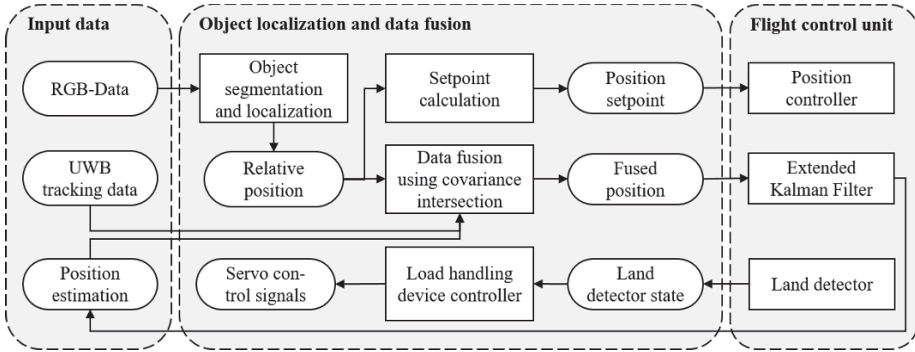 Input data
Object localization and data fusion
Flight control unit
RGB-Data
Object
segmentation
and localization
Setpoint
calculation
Position
setpoint
Position
controller
UWB
tracking data
Relative
position
Data fusion
using covariance
intersection
Fused
position
Extended
Kalman Filter
Position
estimation
Servo con-
trol signals
Load handling
device controller
Land
detector state
Land detector